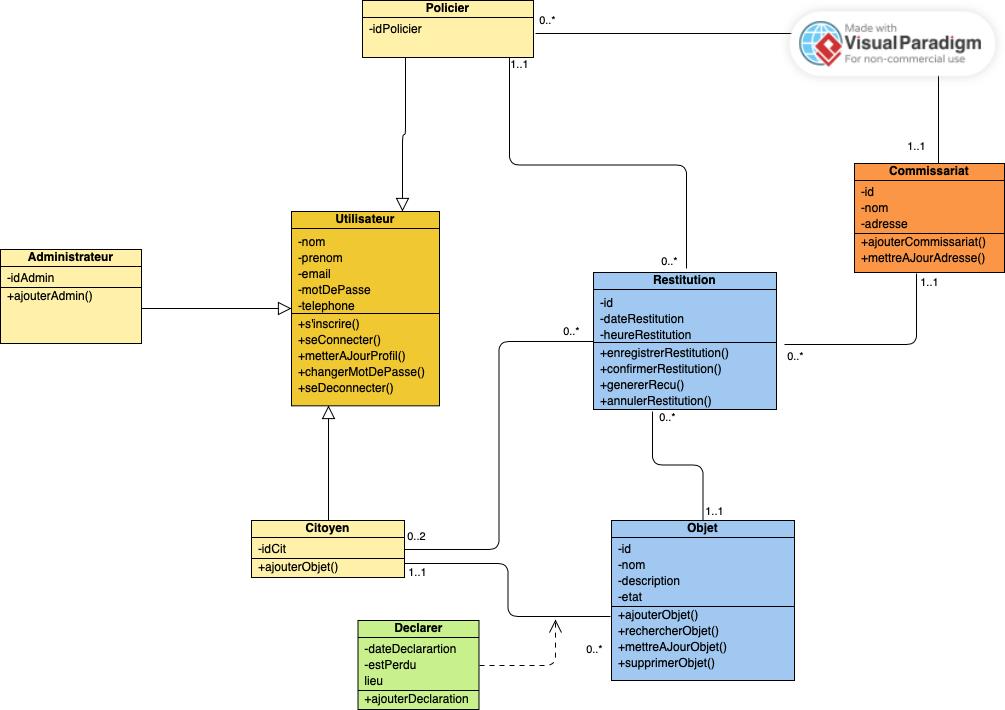 Policier
-idPolicier
0..*
1..1
Made with
VisualParadigm
For non-commercial use
1..1
Commissariat
-id
-nom
-adresse
+ajouterCommissariat()
+mettreAJourAdresse()
1..1
Utilisateur
-nom
-prenom
-email
-motDePasse
-telephone
+s'inscrire()
+seConnecter()
+metterAJourProfil()
+changerMotDePasse()
+seDeconnecter()
Administrateur
-idAdmin
+ajouterAdmin()
0..*
Restitution
-id
-dateRestitution
-heureRestitution
+enregistrerRestitution()
+confirmerRestitution()
+genererRecu()
+annulerRestitution()
0..*
0..*
0..*
1..1
Citoyen
-idCit
+ajouterObjet()
0..2
1..1
Objet
-id
-nom
-description
-etat
+ajouterObjet()
+rechercherObjet()
+mettreAJourObjet()
+supprimerObjet()
0..*
Declarer
-dateDeclarartion
-estPerdu
lieu
+ajouterDeclaration